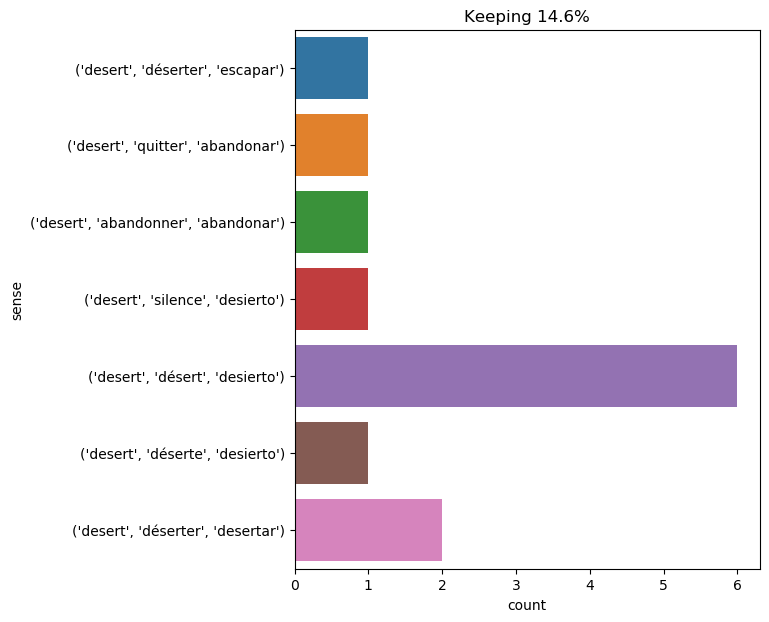 Keeping 14.6%
('desert', 'déserter', 'escapar')
('desert', 'quitter', 'abandonar')
('desert', 'abandonner', 'abandonar')
('desert', 'silence', 'desierto')
('desert', 'désert', 'desierto')
('desert', 'déserte', 'desierto')
('desert', 'déserter', 'desertar')
sense
0 1 2 3 4 5 6
count